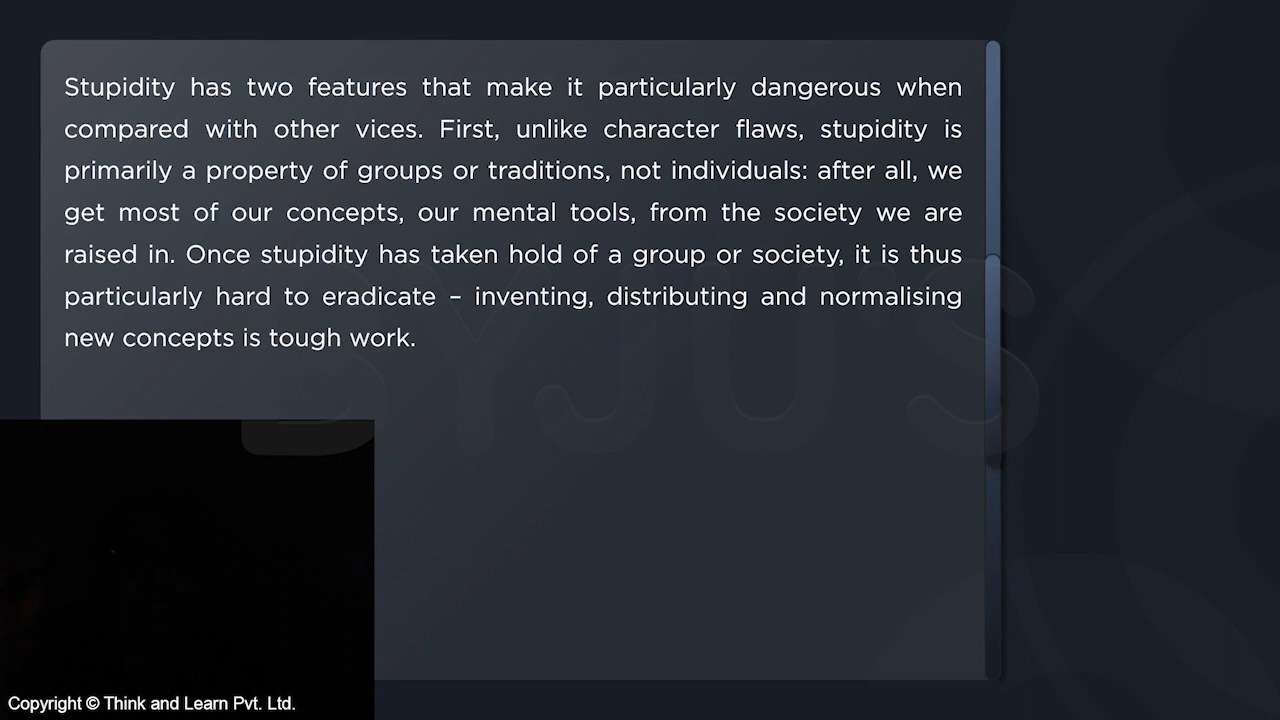 Stupidity has two features that make it particularly dangerous when
compared with other vices. First, unlike character flaws, stupidity is
primarily a property of groups or traditions, not individuals: after all, we
get most of our concepts, our mental tools, from the society we are
raised in. Once stupidity has taken hold of a group or society, it is thus
particularly hard to eradicate – inventing, distributing and normalising
new concepts is tough work.
BYJU'S
Copyright © Think and Learn Pvt. Ltd.